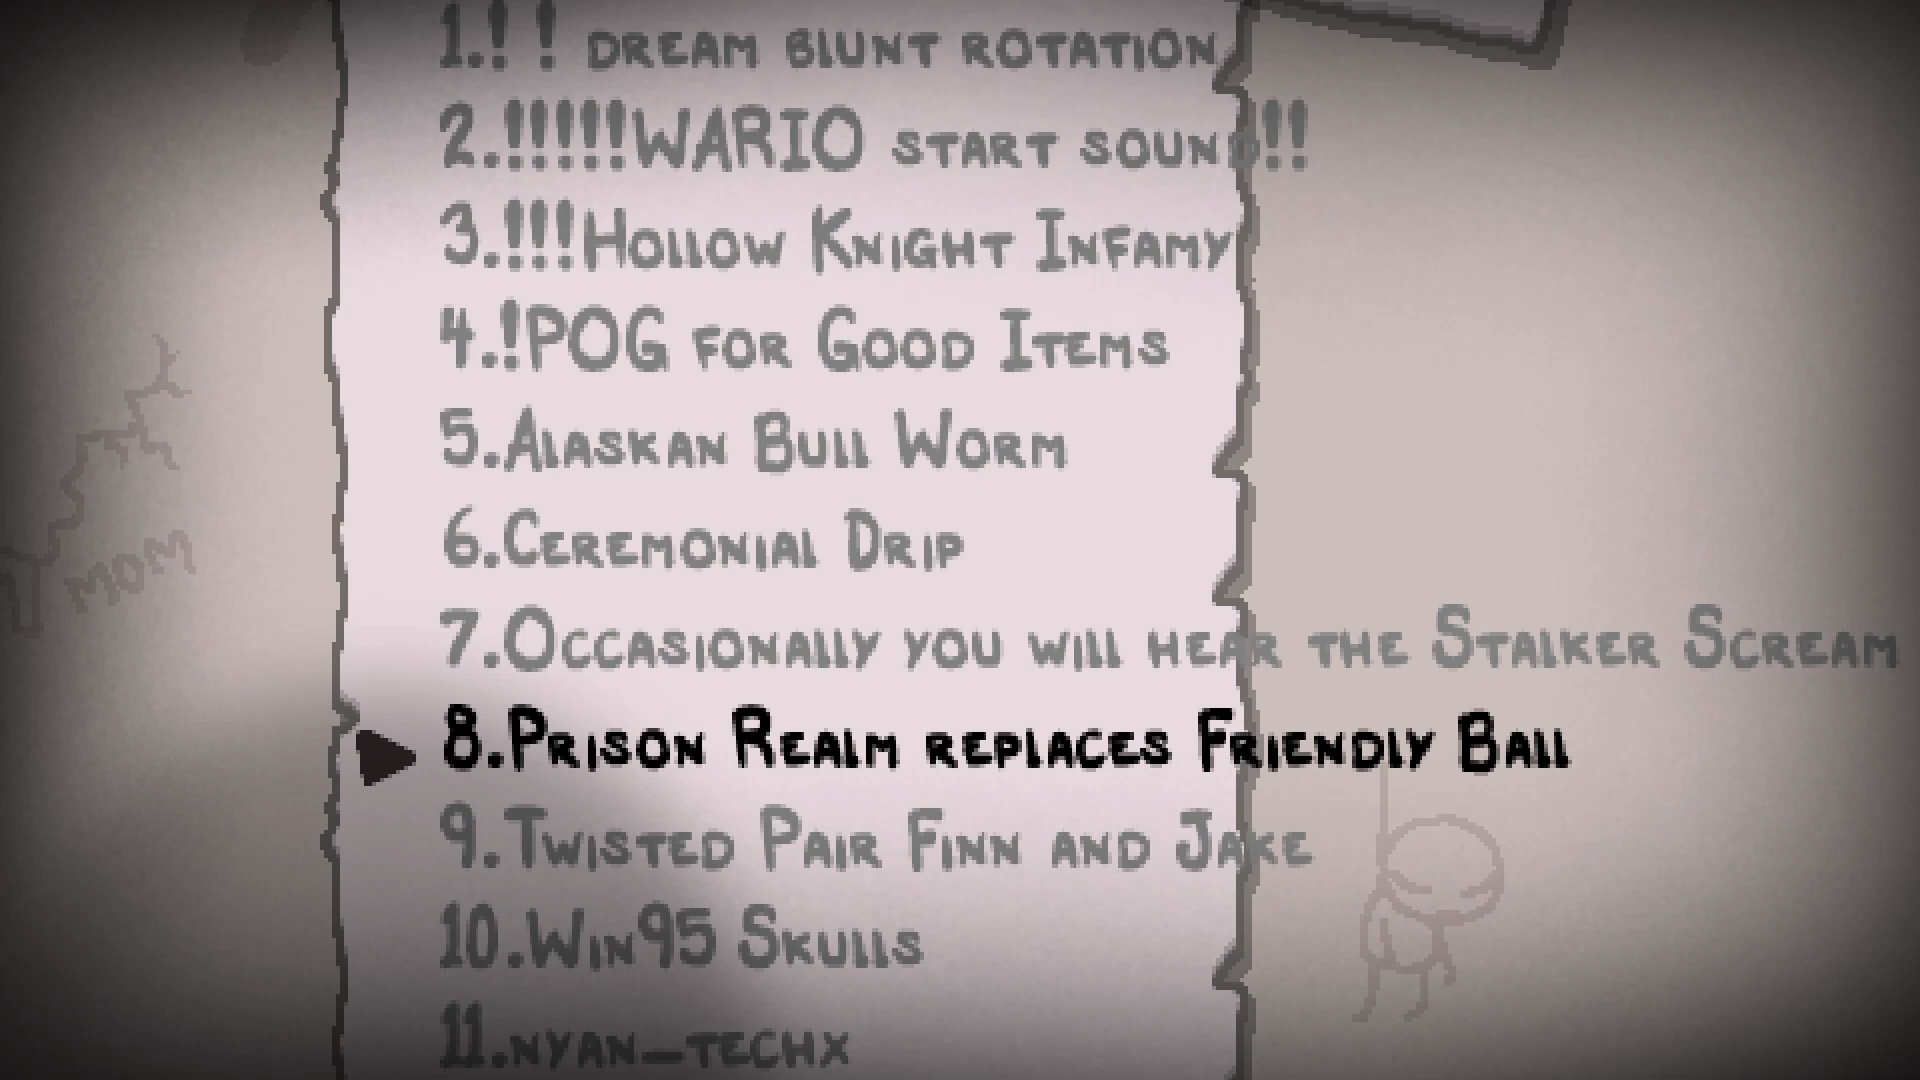 1.! ! dream blunt rotation
2.!!!!!WARIO start sound!!
3.!!!Hollow Knight Infamy
4.!POG for Good Items
5.Alaskan Bull Worm
6.Ceremonial Drip
7.Occasionally you will hear the Stalker Scream
MOM
8.Prison Realm replaces Friendly Ball
9.Twisted Pair Finn and Jake
10.Win95 Skulls
11.nyan_techx